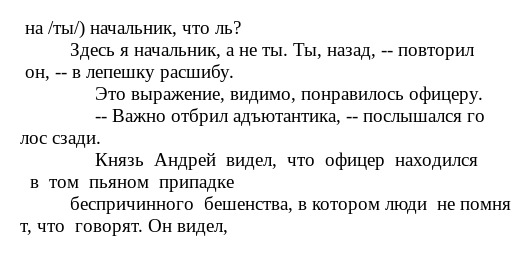 на /ты/) начальник, что ль?
Здесь я начальник, а не ты. Ты, назад, -- повторил
он, -- в лепешку расшибу.
Это выражение, видимо, понравилось офицеру.
-- Важно отбрил адъютантика, -- послышался го
лос сзади.
Князь Андрей видел, что офицер находился
в том пьяном припадке
беспричинного бешенства, в котором люди не помня
т, что говорят. Он видел,